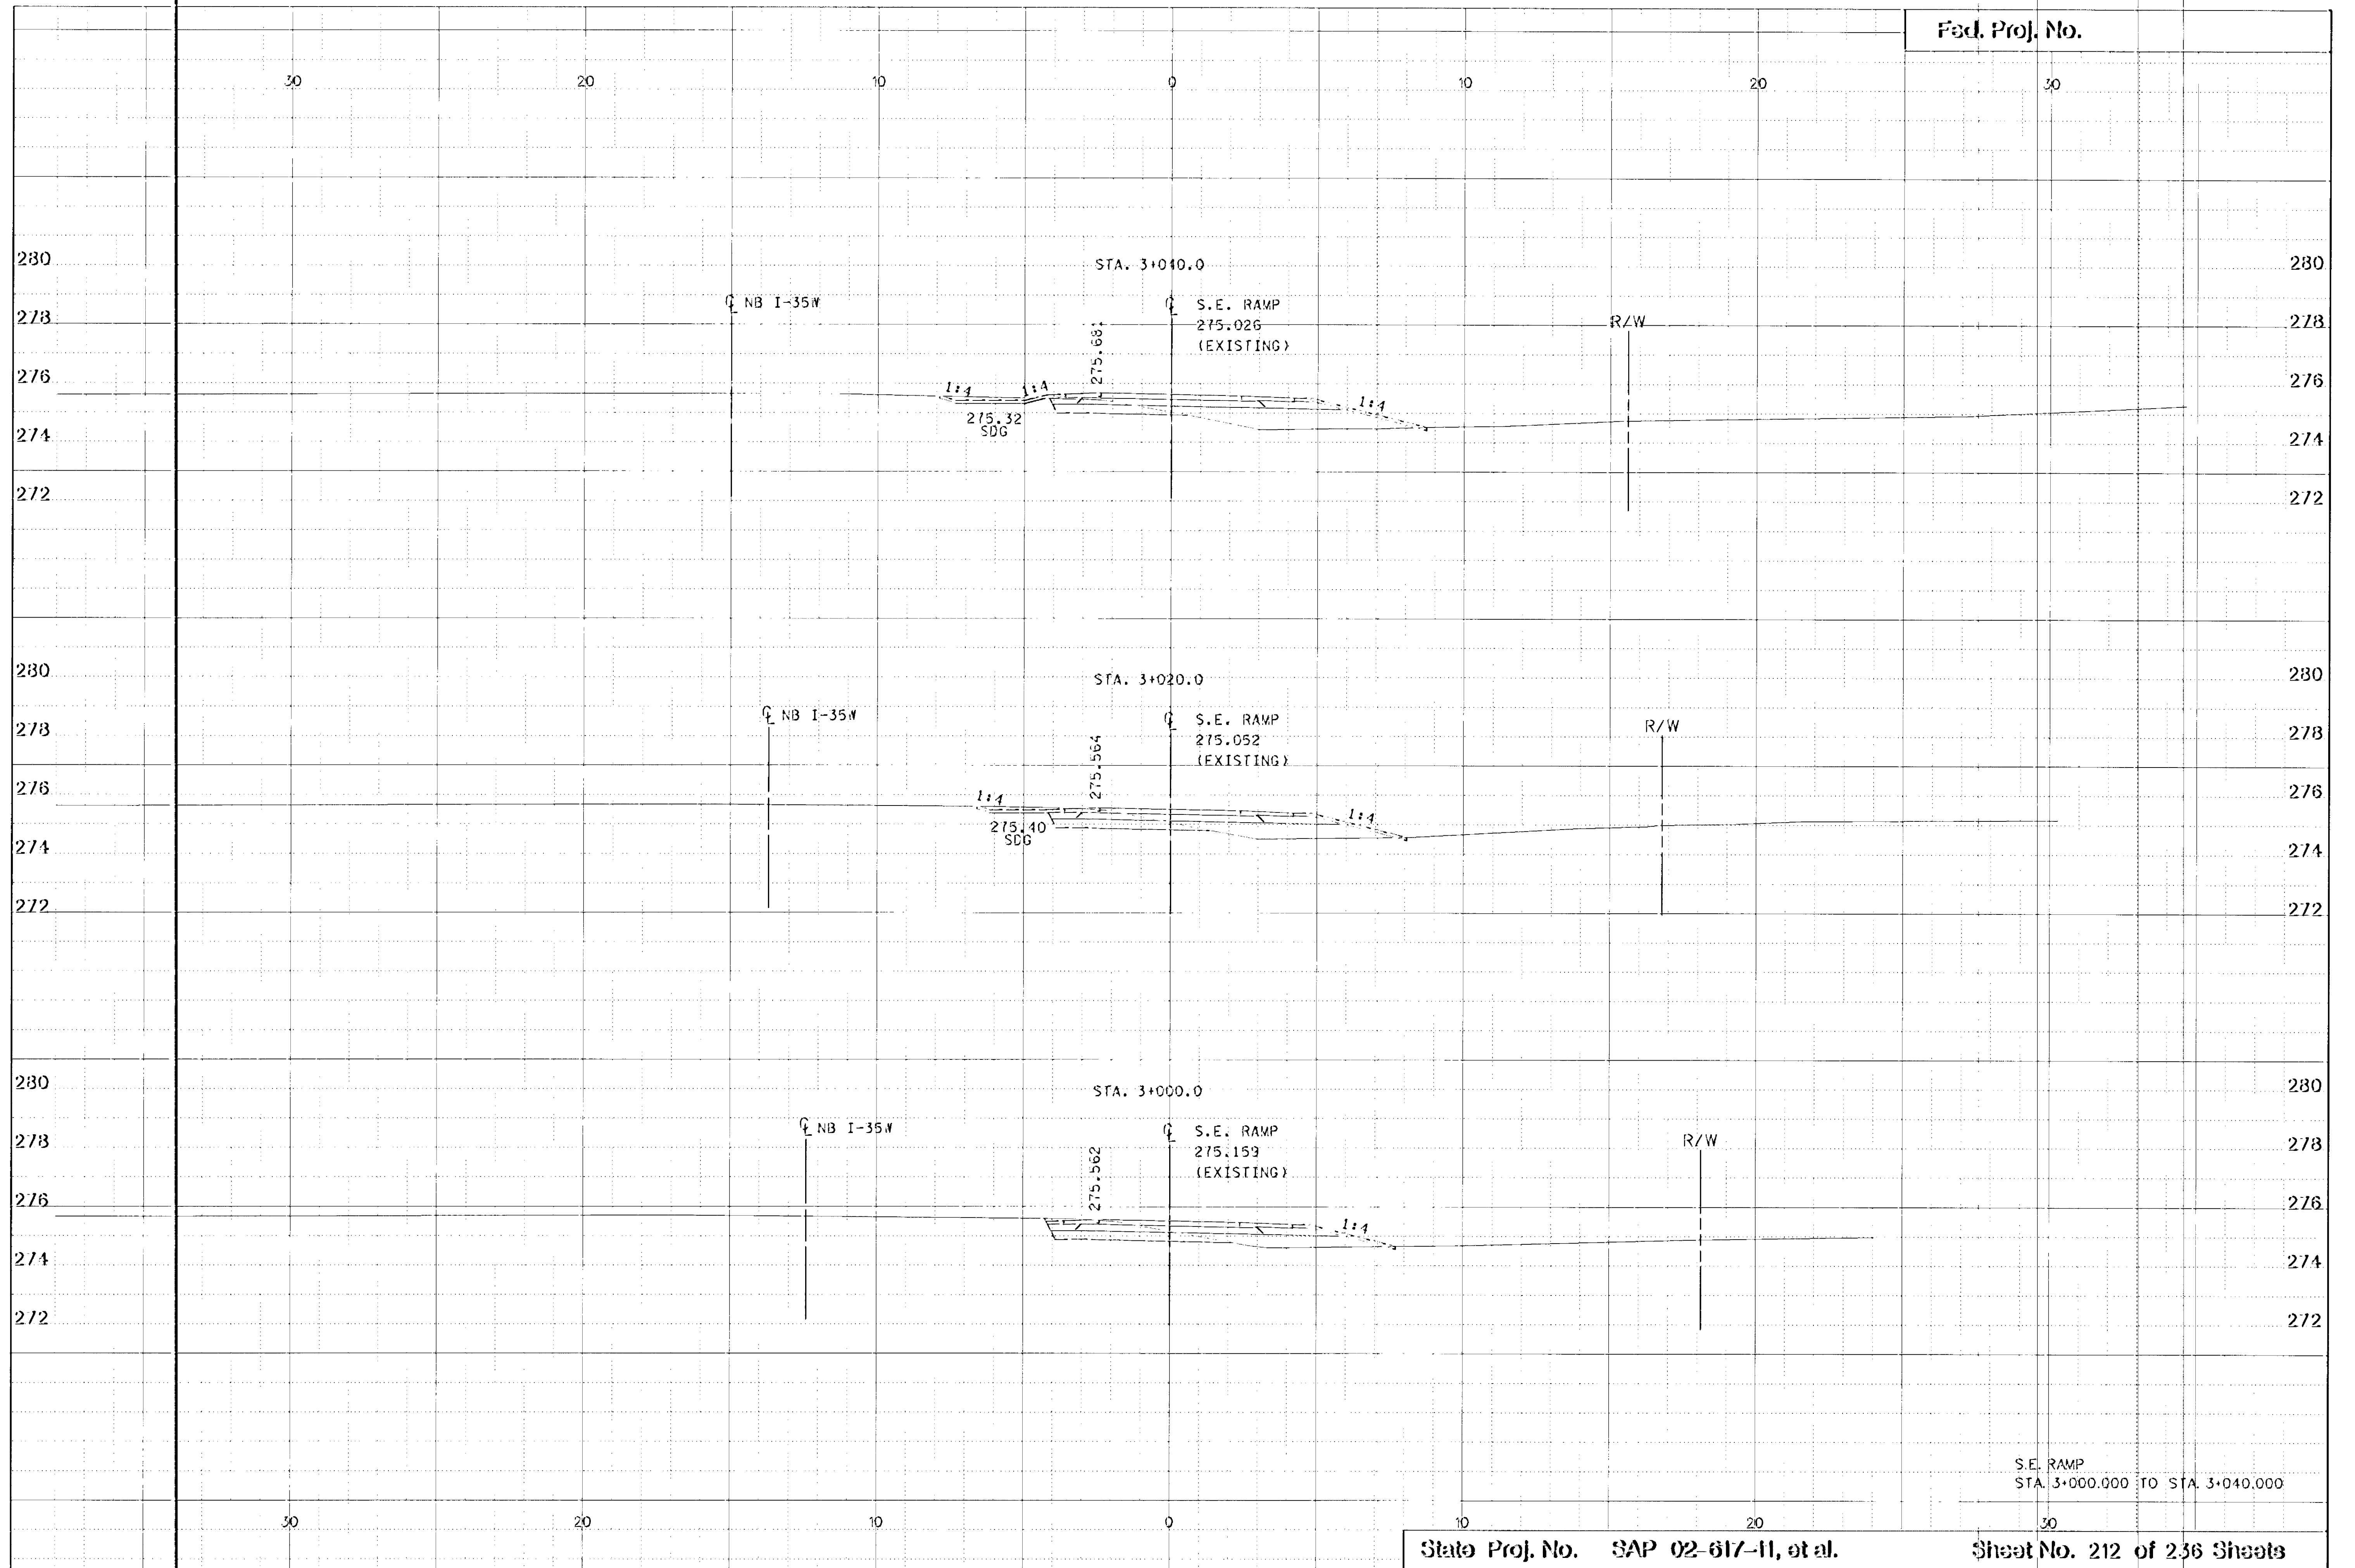 Fed. Proj. No.
30 20 10 0 10 20 30
280 STA. 3+040.0 280
℄ NB I-35W ℄ S.E. RAMP
278 275.026 R/W 278
(EXISTING)
276 276
1:4 1:4 1:4
275.32
SDG
274 274
272 272
280 STA. 3+020.0 280
℄ NB I-35W ℄ S.E. RAMP R/W
278 275.052 278
275.564 (EXISTING)
276 276
1:4 1:4
275.40
SDG
274 274
272 272
280 STA. 3+000.0 280
℄ NB I-35W ℄ S.E. RAMP
278 R/W 278
275.562 275.159
(EXISTING)
276 276
1:4
274 274
272 272
S.E. RAMP
STA. 3+000.000 TO STA. 3+040.000
30 20 10 0 10 20 30
State Proj. No. SAP 02-617-11, et al. Sheet No. 212 of 236 Sheets